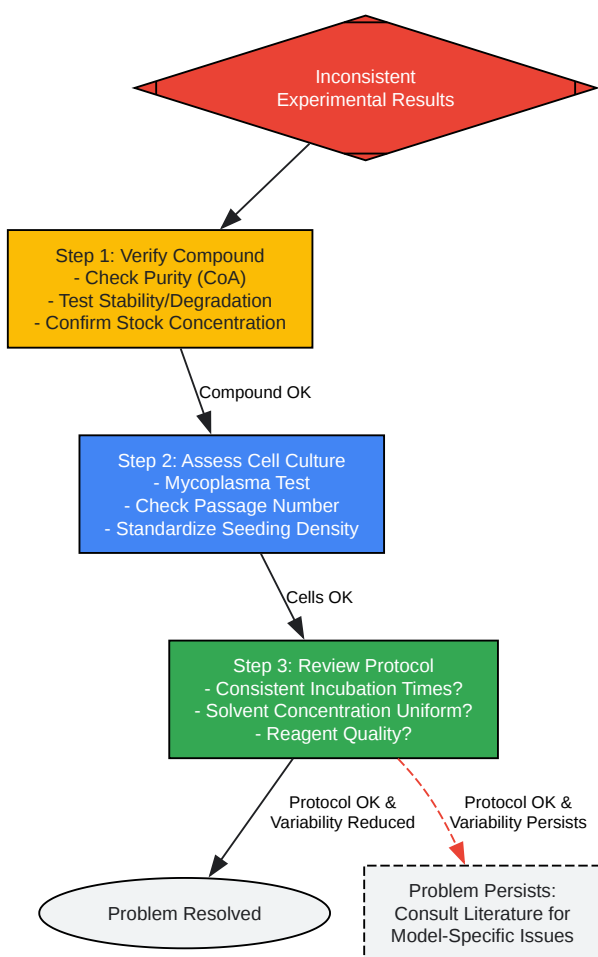 Inconsistent
Experimental Results
Step 1: Verify Compound
- Check Purity (CoA)
- Test Stability/Degradation
- Confirm Stock Concentration
Compound OK
Step 2: Assess Cell Culture
- Mycoplasma Test
- Check Passage Number
- Standardize Seeding Density
Cells OK
Step 3: Review Protocol
- Consistent Incubation Times?
- Solvent Concentration Uniform?
- Reagent Quality?
Protocol OK &
Variability Reduced
Protocol OK &
Variability Persists
Problem Resolved
Problem Persists:
Consult Literature for
Model-Specific Issues